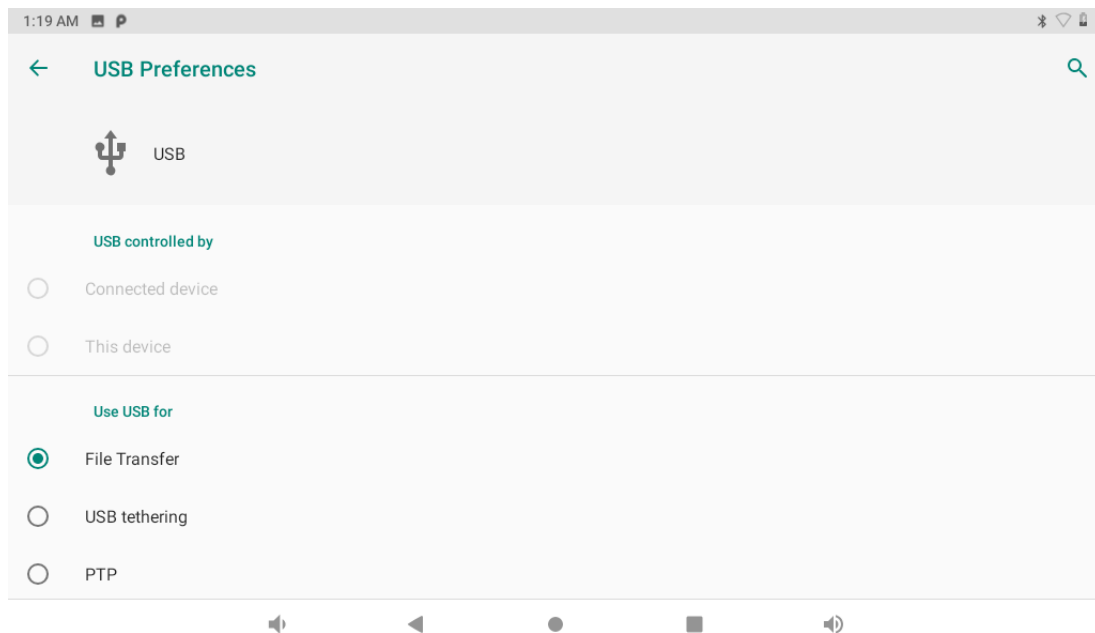 1:19 AM
USB Preferences
USB
USB controlled by
Connected device
This device
Use USB for
File Transfer
USB tethering
PTP